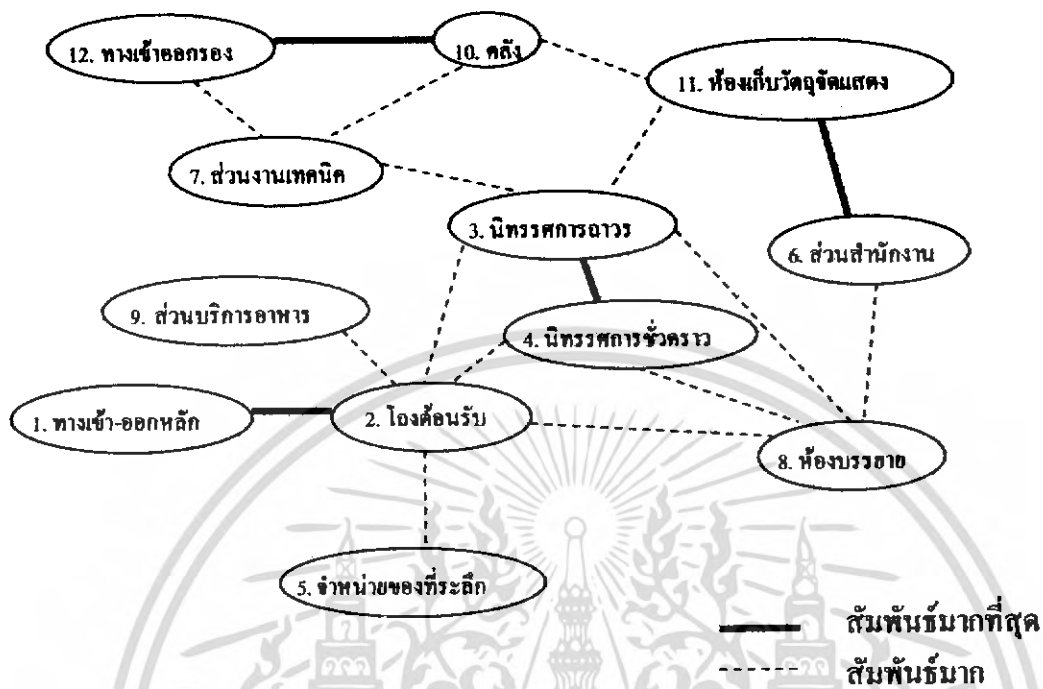 12. ทางเข้าออกรอง
10. คลัง
11. ห้องเก็บวัตถุจัดแสดง
7. ส่วนงานเทคนิค
3. นิทรรศการถาวร
6. ส่วนสำนักงาน
9. ส่วนบริการอาหาร
4. นิทรรศการชั่วคราว
1. ทางเข้า-ออกหลัก
2. โถงต้อนรับ
8. ห้องบรรยาย
5. จำหน่ายของที่ระลึก
สัมพันธ์มากที่สุด
สัมพันธ์มาก